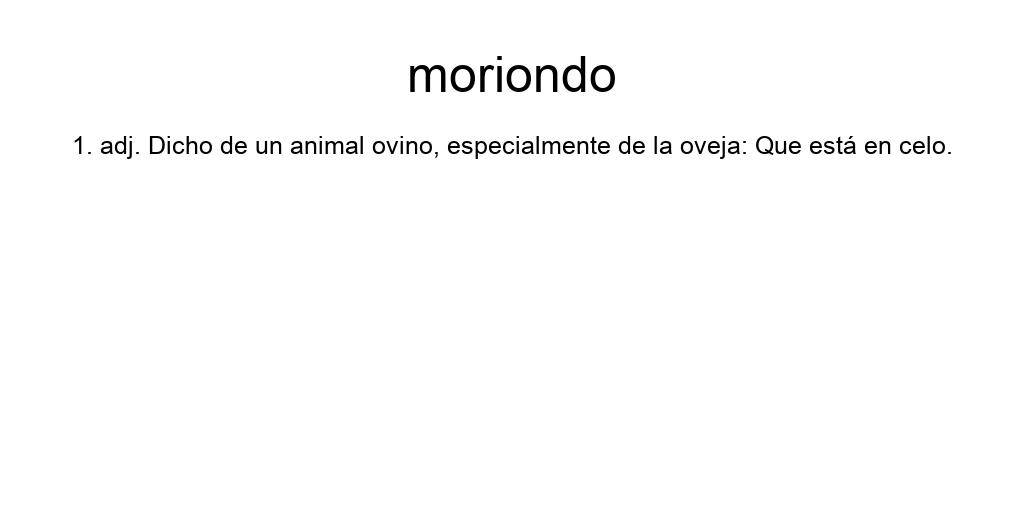 moriondo
1. adj. Dicho de un animal ovino, especialmente de la oveja: Que está en celo.